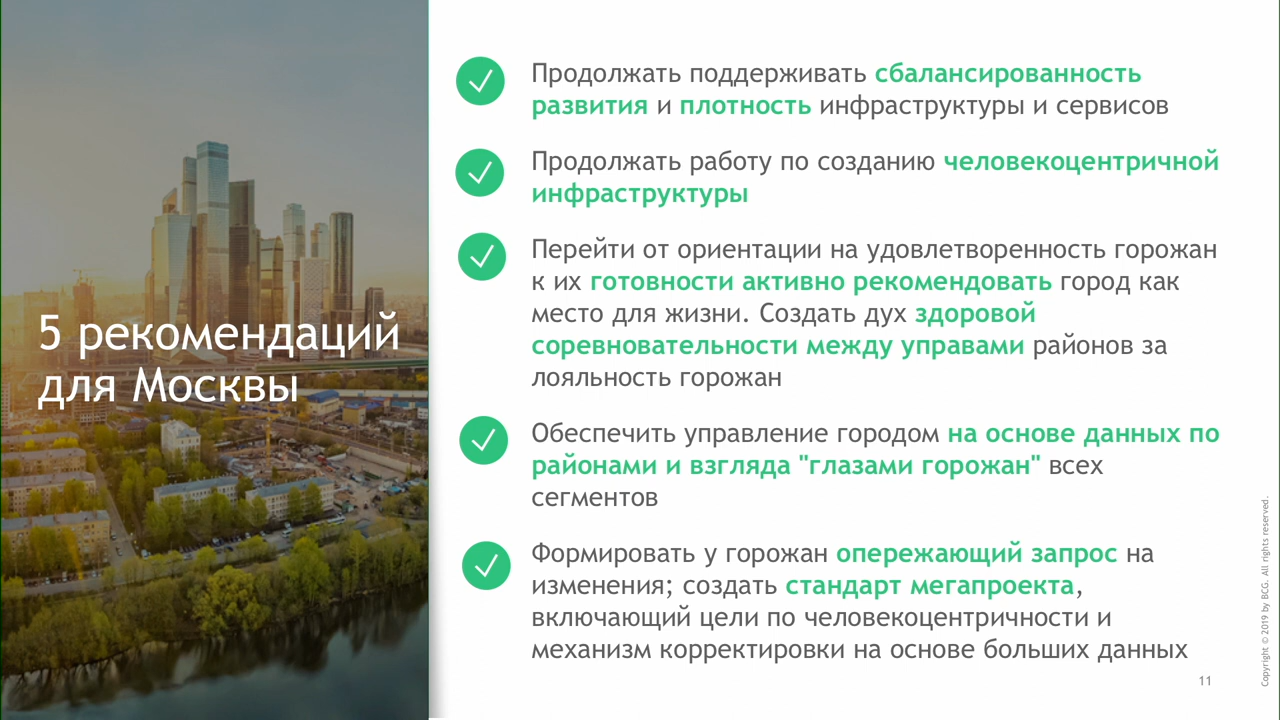 5 рекомендаций
для Москвы
Продолжать поддерживать сбалансированность
развития и плотность инфраструктуры и сервисов
Продолжать работу по созданию человекоцентричной
инфраструктуры
Перейти от ориентации на удовлетворенность горожан
к их готовности активно рекомендовать город как
место для жизни. Создать дух здоровой
соревновательности между управами районов за
лояльность горожан
Обеспечить управление городом на основе данных по
районами и взгляда "глазами горожан" всех
сегментов
Формировать у горожан опережающий запрос на
изменения; создать стандарт мегапроекта,
включающий цели по человекоцентричности и
механизм корректировки на основе больших данных
11
Copyright © 2019 by BCG. All rights reserved.